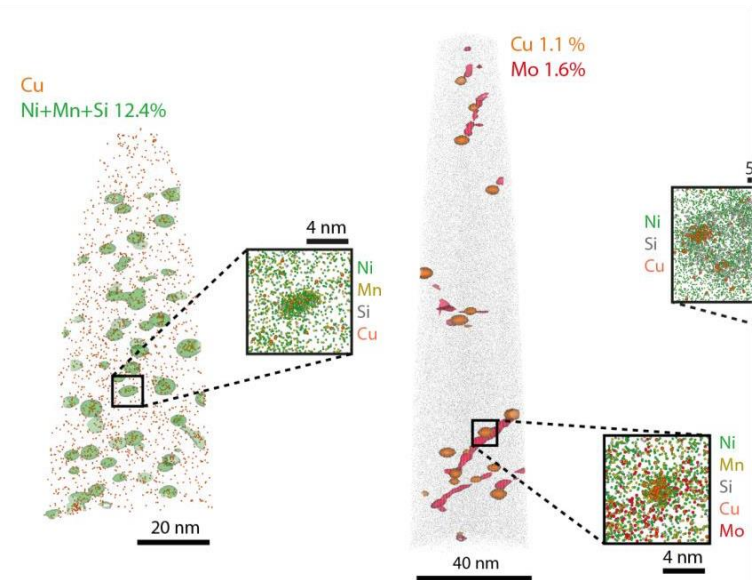 Cu
Ni+Mn+Si 12.4%
4 nm
Ni
Mn
Si
Cu
20 nm
Cu 1.1 %
Mo 1.6%
40 nm
5
Ni
Si
Cu
Ni
Mn
Si
Cu
Mo
4 nm